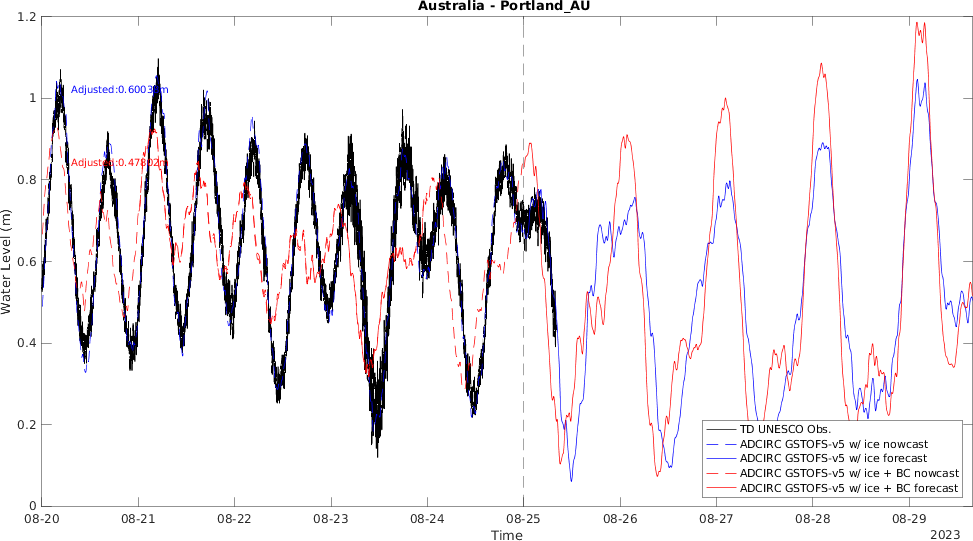 Australia - Portland_AU
Water Level (m)
1.2
1
0.8
0.6
0.4
0.2
0
Adjusted:0.6003
Adjusted:0.47802m
TD UNESCO Obs.
ADCIRC GSTOFS-v5 w/ ice nowcast
ADCIRC GSTOFS-v5 w/ ice forecast
ADCIRC GSTOFS-v5 w/ ice + BC nowcast
ADCIRC GSTOFS-v5 w/ ice + BC forecast
08-20 08-21 08-22 08-23 08-24 08-25 08-26 08-27 08-28 08-29
Time
2023